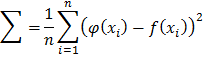 ∑ = 1/n ∑_{i=1}^{n} (φ(x_i) − f(x_i))²